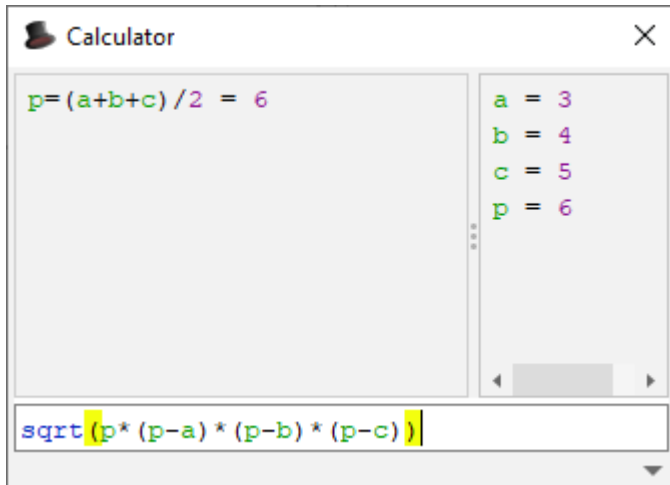 Calculator
p=(a+b+c)/2 = 6
a = 3
b = 4
c = 5
p = 6
sqrt(p*(p-a)*(p-b)*(p-c))